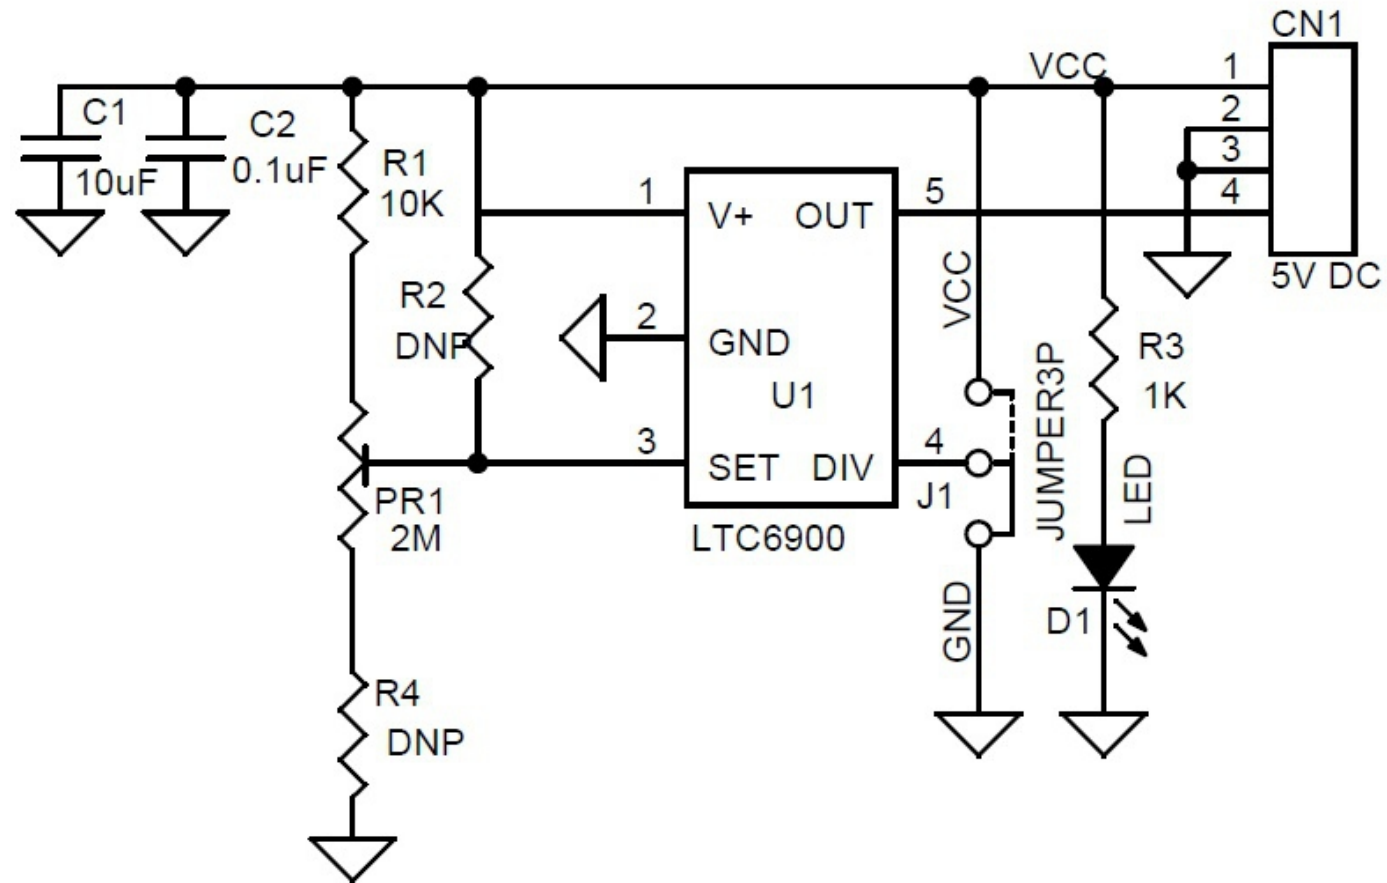 CN1
VCC
1
2
3
4
5V DC
C1
10uF
C2
0.1uF
R1
10K
R2
DNP
1
V+
OUT
5
2
GND
U1
3
SET
DIV
4
LTC6900
J1
VCC
JUMPER3P
GND
R3
1K
LED
D1
PR1
2M
R4
DNP